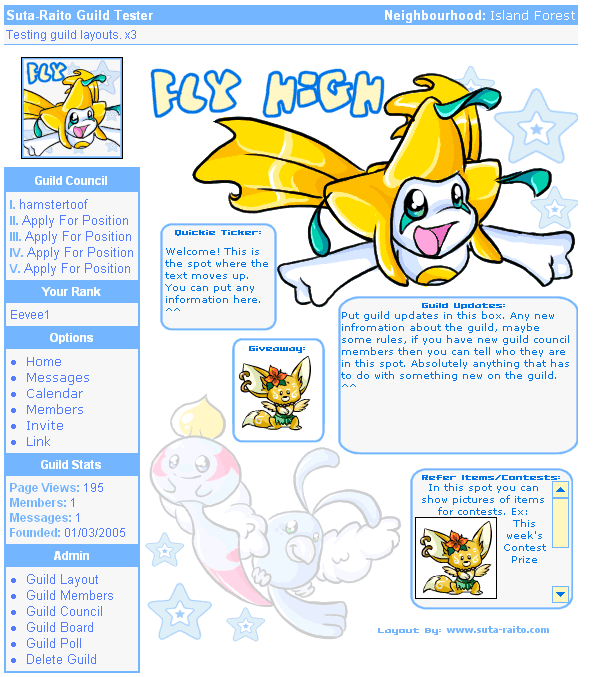 Suta-Raito Guild Tester
Neighbourhood: Island Forest
Testing guild layouts. x3
FLY
FLY HIGH
Guild Council
I. hamstertoof
II. Apply For Position
III. Apply For Position
IV. Apply For Position
V. Apply For Position
Your Rank
Eevee1
Options
Home
Messages
Calendar
Members
Invite
Link
Guild Stats
Page Views: 195
Members: 1
Messages: 1
Founded: 01/03/2005
Admin
Guild Layout
Guild Members
Guild Council
Guild Board
Guild Poll
Delete Guild
Quickie Ticker:
Welcome! This is
the spot where the
text moves up.
You can put any
information here.
^^
Guild Updates:
Put guild updates in this box. Any new
infromation about the guild, maybe
some rules, if you have new guild council
members then you can tell who they are
in this spot. Absolutely anything that has
to do with something new on the guild.
^^
Giveaway:
Refer Items/Contests:
In this spot you can
show pictures of items
for contests. Ex:
This
week's
Contest
Prize
Layout By: www.suta-raito.com